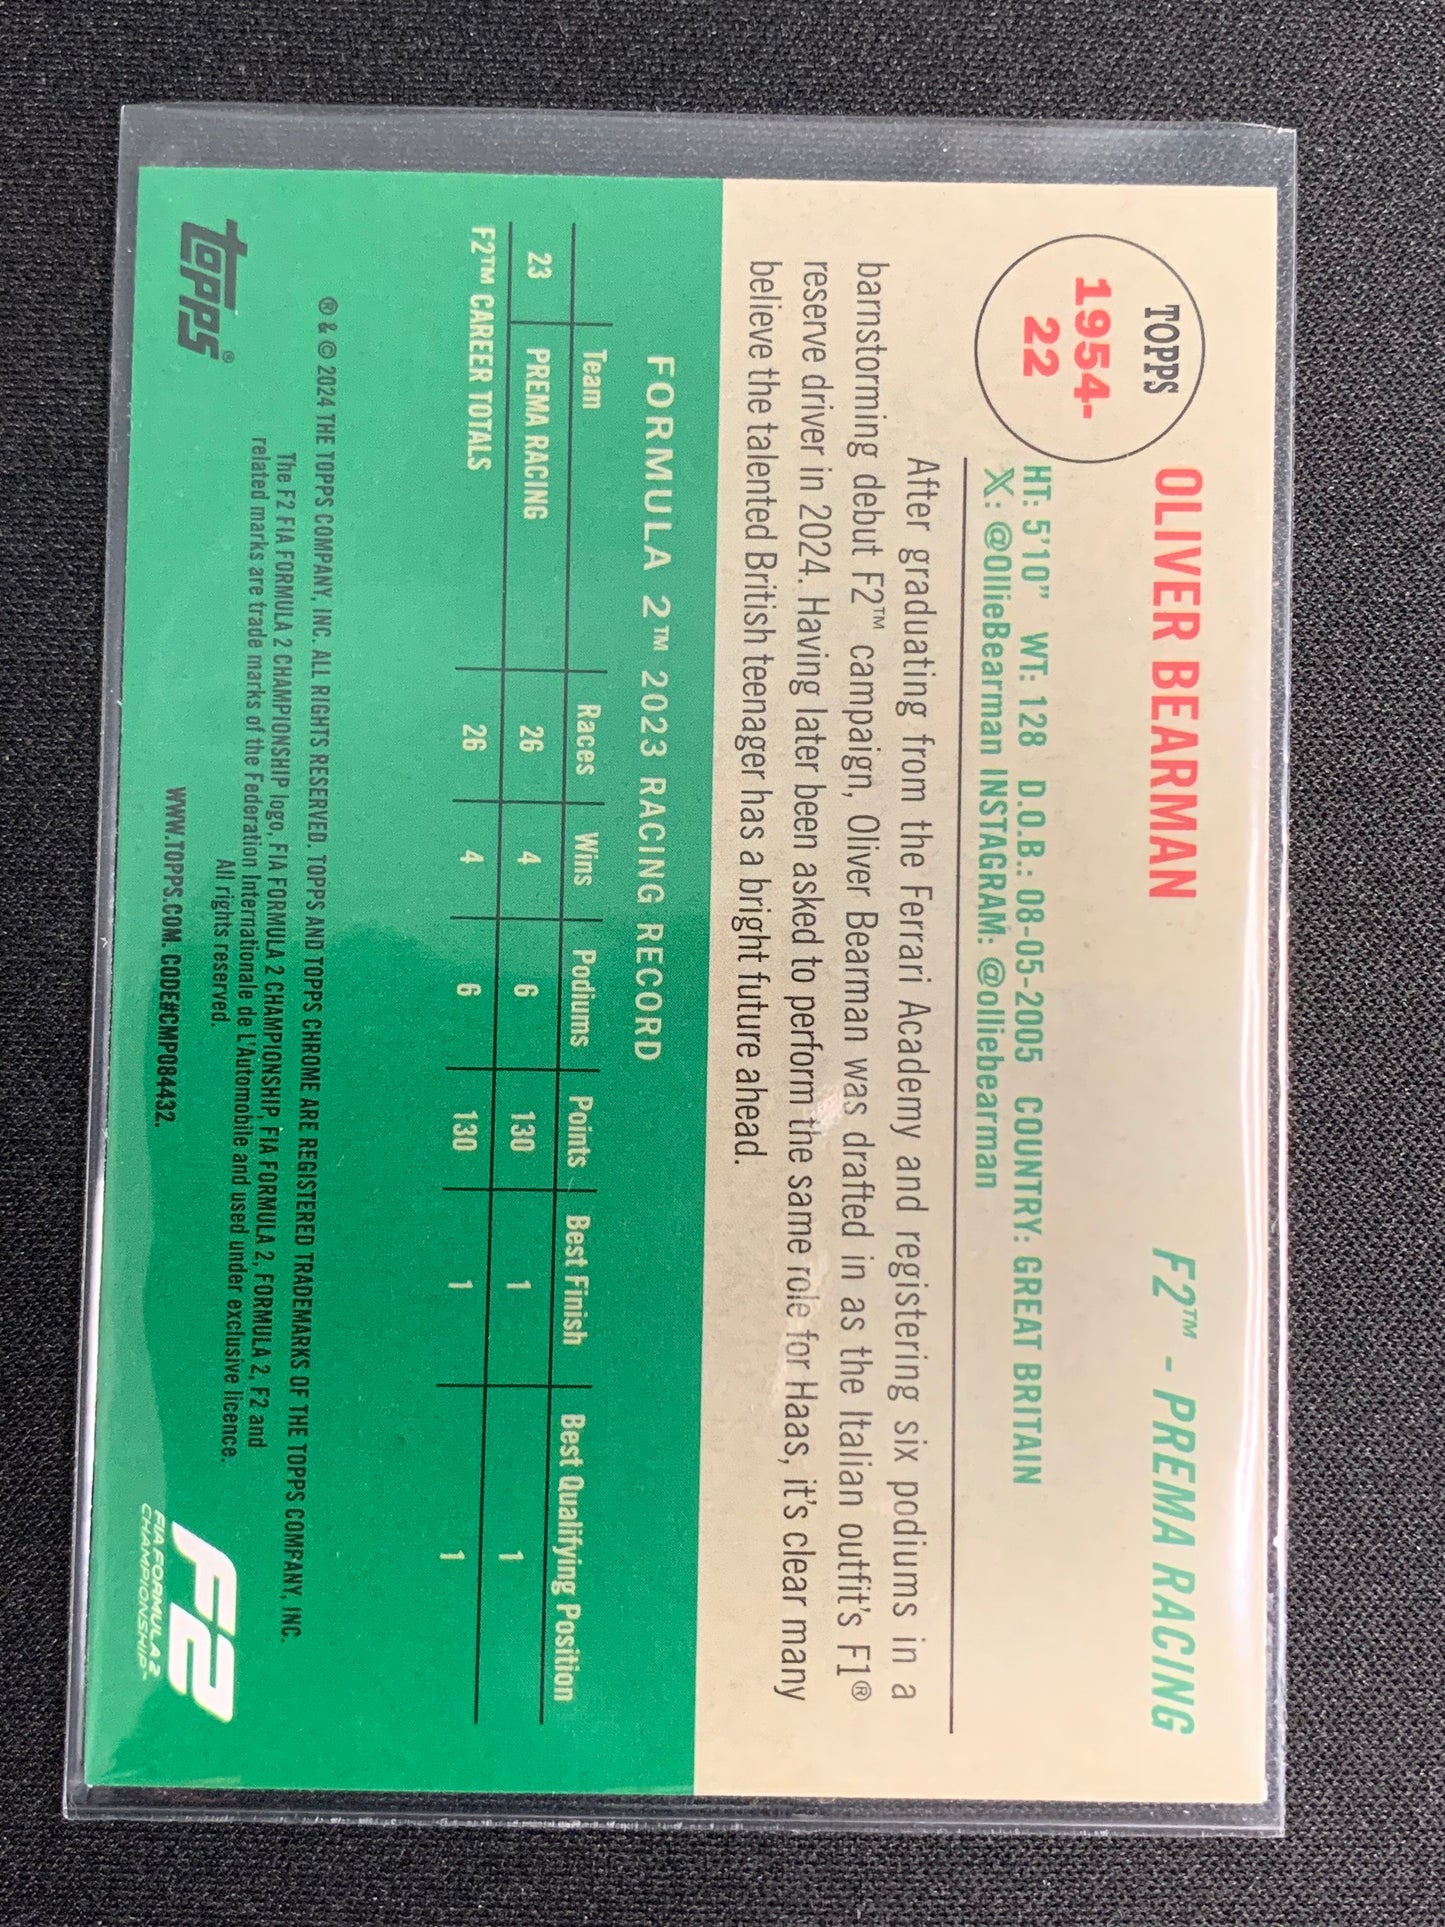 TOPPS
1954-
22
OLIVER BEARMAN
F2™ - PREMA RACING
HT: 5'10" WT: 128 D.O.B.: 08-05-2005 COUNTRY: GREAT BRITAIN
X: @OllieBearman INSTAGRAM: @olliebearman
After graduating from the Ferrari Academy and registering six podiums in a
barnstorming debut F2™ campaign, Oliver Bearman was drafted in as the Italian outfit's F1®
reserve driver in 2024. Having later been asked to perform the same role for Haas, it's clear many
believe the talented British teenager has a bright future ahead.
FORMULA 2™ 2023 RACING RECORD
Team Races Wins Podiums Points Best Finish Best Qualifying Position
23 PREMA RACING 26 4 6 130 1 1
F2™ CAREER TOTALS 26 4 6 130 1 1
® & © 2024 THE TOPPS COMPANY, INC. ALL RIGHTS RESERVED. TOPPS AND TOPPS CHROME ARE REGISTERED TRADEMARKS OF THE TOPPS COMPANY, INC.
The F2 FIA FORMULA 2 CHAMPIONSHIP logo, FIA FORMULA 2 CHAMPIONSHIP, FIA FORMULA 2, FORMULA 2, F2 and
related marks are trade marks of the Federation Internationale de L'Automobile and used under exclusive licence.
All rights reserved.
WWW.TOPPS.COM. CODE#CMP084432.
topps®
F2
FIA FORMULA 2
CHAMPIONSHIP™